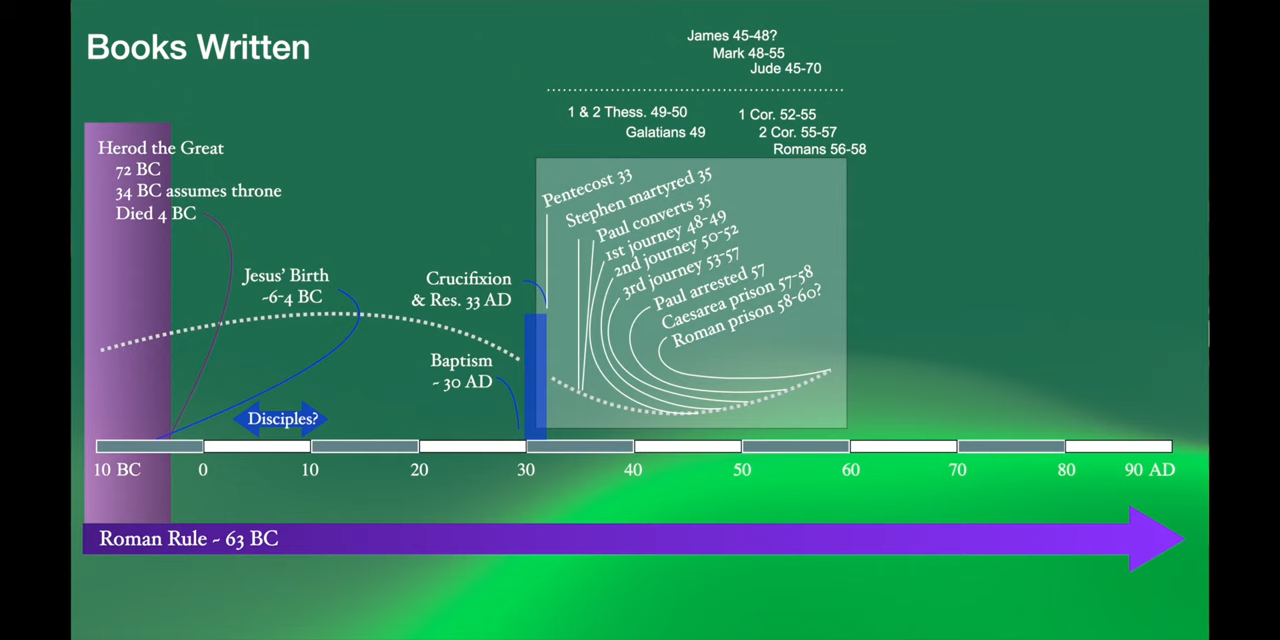 Books Written
James 45-48?
Mark 48-55
Jude 45-70
1 & 2 Thess. 49-50
Galatians 49
1 Cor. 52-55
2 Cor. 55-57
Romans 56-58
Herod the Great
72 BC
34 BC assumes throne
Died 4 BC
Jesus' Birth
~6-4 BC
Crucifixion
& Res. 33 AD
Baptism
~ 30 AD
Pentecost 33
Stephen martyred 35
Paul converts 35
1st journey 48-49
2nd journey 50-52
3rd journey 53-57
Paul arrested 57
Caesarea prison 57-58
Roman prison 58-60?
Disciples?
10 BC 0 10 20 30 40 50 60 70 80 90 AD
Roman Rule ~ 63 BC